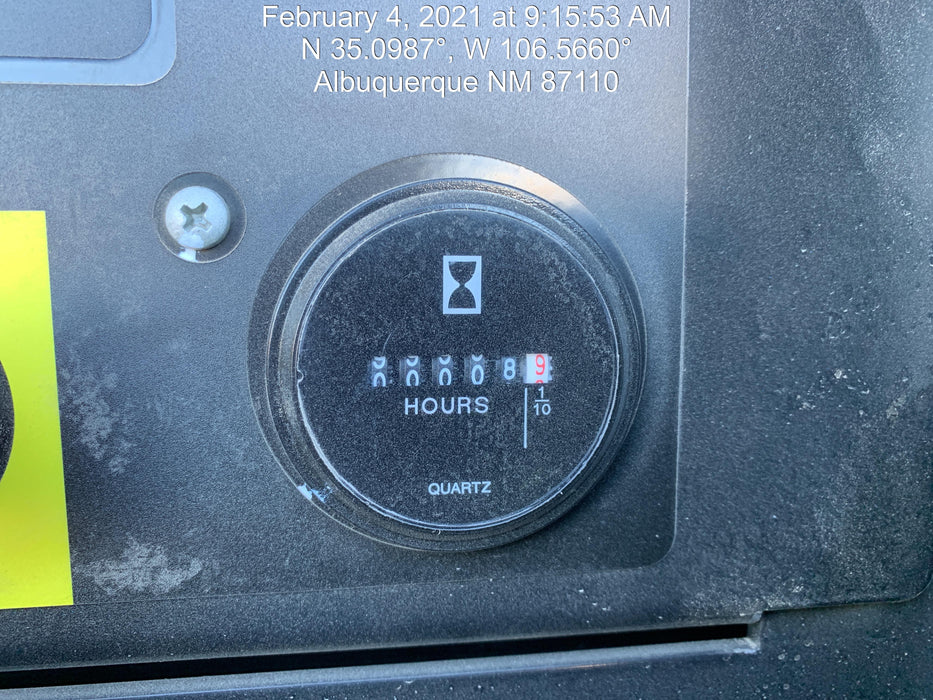 February 4, 2021 at 9:15:53 AM
N 35.0987°, W 106.5660°
Albuquerque NM 87110
000089
HOURS
1
10
QUARTZ